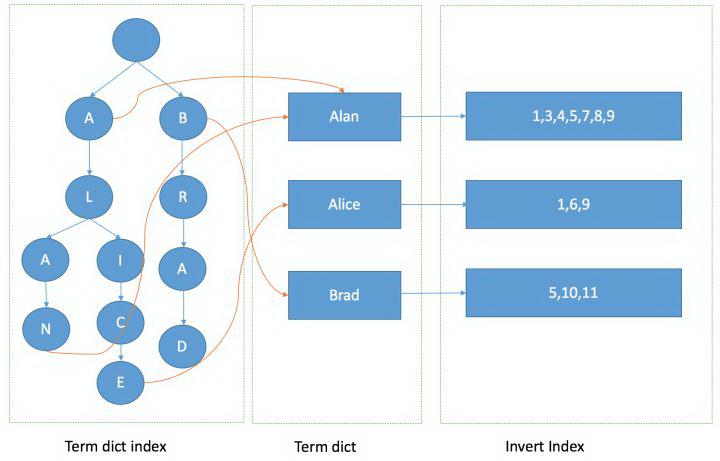 A
B
Alan
1,3,4,5,7,8,9
L
R
Alice
1,6,9
A
I
A
Brad
5,10,11
N
C
D
E
Term dict index
Term dict
Invert Index